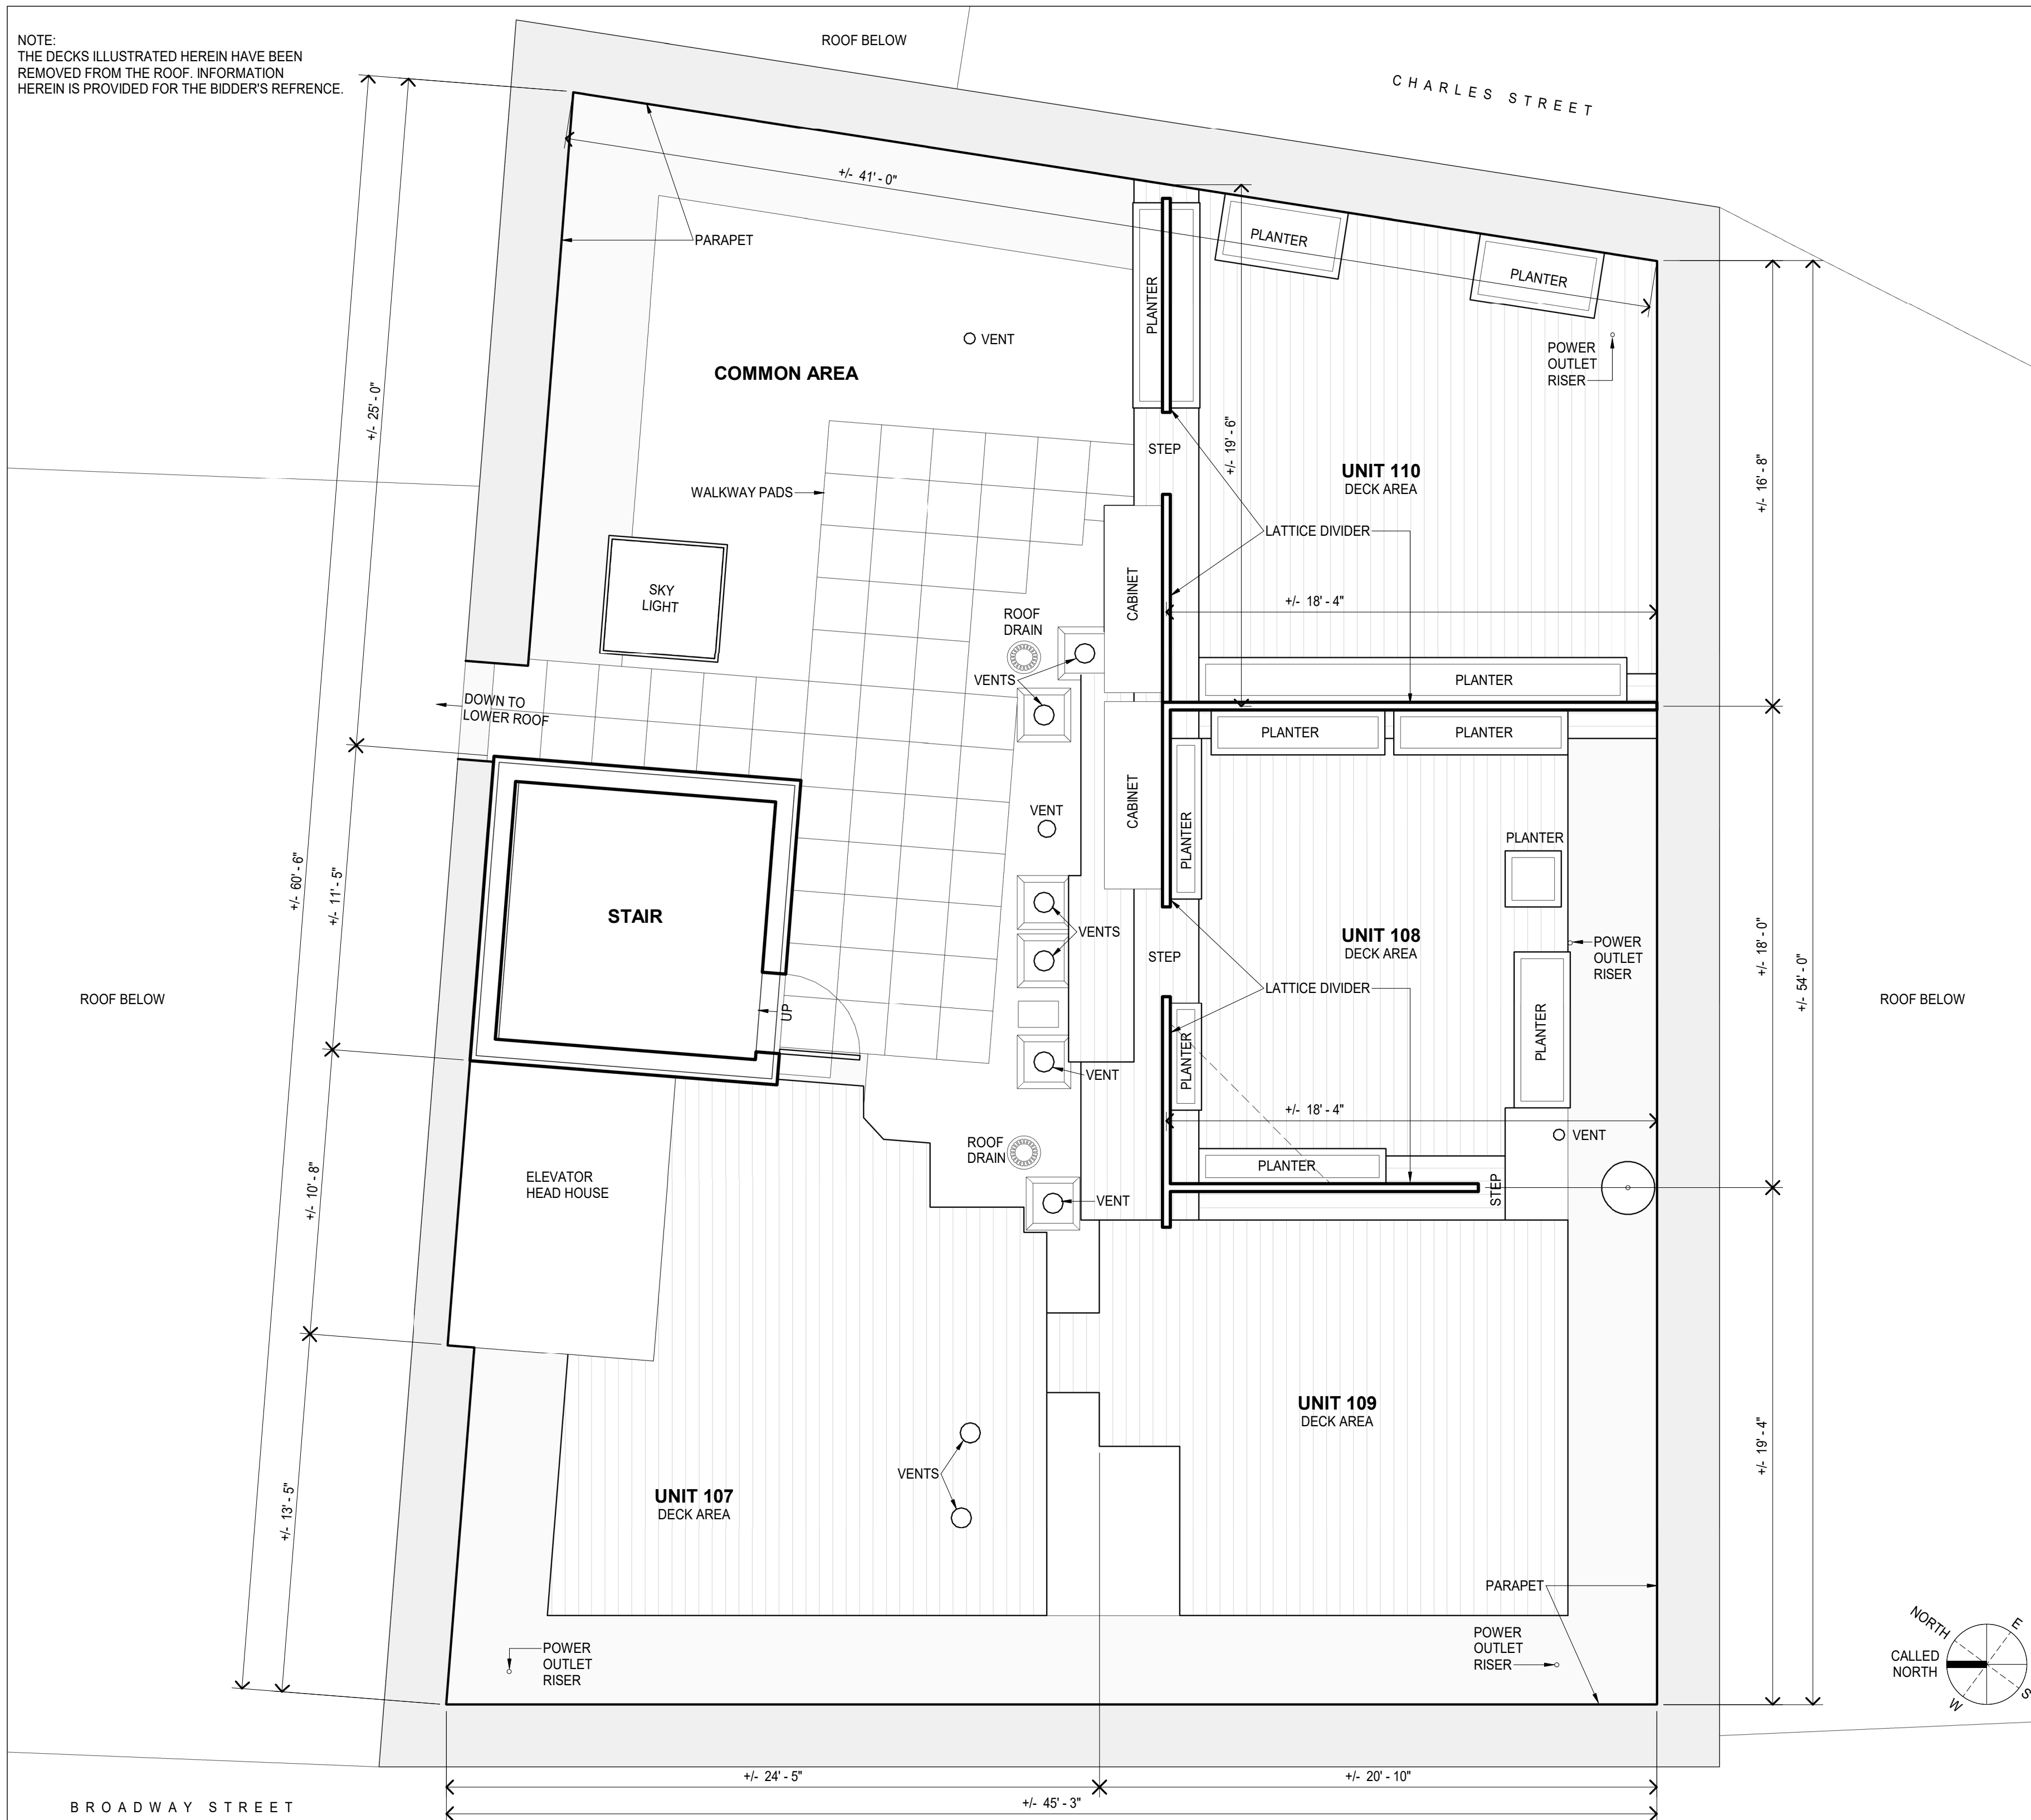 NOTE:
THE DECKS ILLUSTRATED HEREIN HAVE BEEN
REMOVED FROM THE ROOF. INFORMATION
HEREIN IS PROVIDED FOR THE BIDDER'S REFRENCE.
ROOF BELOW
CHARLES STREET
+/- 41' - 0"
PARAPET
PLANTER
PLANTER
PLANTER
VENT
POWER
OUTLET
RISER
COMMON AREA
+/- 25' - 0"
+/- 19' - 6"
STEP
UNIT 110
DECK AREA
+/- 16' - 8"
WALKWAY PADS
LATTICE DIVIDER
SKY
LIGHT
CABINET
+/- 18' - 4"
ROOF
DRAIN
VENTS
PLANTER
DOWN TO
LOWER ROOF
PLANTER
PLANTER
CABINET
VENT
PLANTER
PLANTER
+/- 60' - 6"
+/- 11' - 5"
STAIR
VENTS
STEP
UNIT 108
DECK AREA
POWER
OUTLET
RISER
+/- 18' - 0"
+/- 54' - 0"
ROOF BELOW
ROOF BELOW
LATTICE DIVIDER
UP
PLANTER
PLANTER
VENT
+/- 18' - 4"
VENT
ROOF
DRAIN
PLANTER
STEP
ELEVATOR
HEAD HOUSE
+/- 10' - 8"
VENT
UNIT 109
DECK AREA
+/- 19' - 4"
VENTS
UNIT 107
DECK AREA
+/- 13' - 5"
PARAPET
POWER
OUTLET
RISER
POWER
OUTLET
RISER
NORTH
E
CALLED
NORTH
W
S
+/- 24' - 5"
+/- 20' - 10"
+/- 45' - 3"
BROADWAY STREET